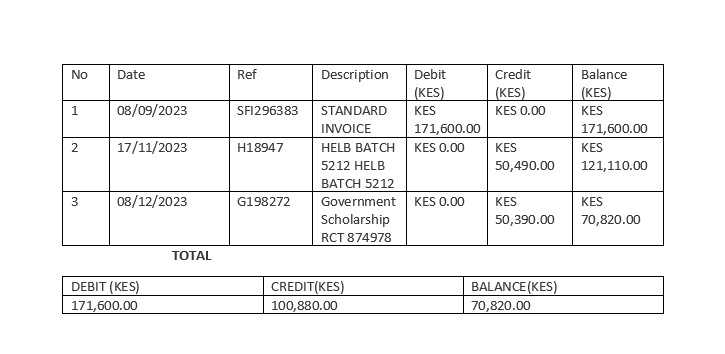 No Date Ref Description Debit (KES) Credit (KES) Balance (KES)
1 08/09/2023 SFI296383 STANDARD INVOICE KES 171,600.00 KES 0.00 KES 171,600.00
2 17/11/2023 H18947 HELB BATCH 5212 HELB BATCH 5212 KES 0.00 KES 50,490.00 KES 121,110.00
3 08/12/2023 G198272 Government Scholarship RCT 874978 KES 0.00 KES 50,390.00 KES 70,820.00
TOTAL
DEBIT (KES) CREDIT(KES) BALANCE(KES)
171,600.00 100,880.00 70,820.00